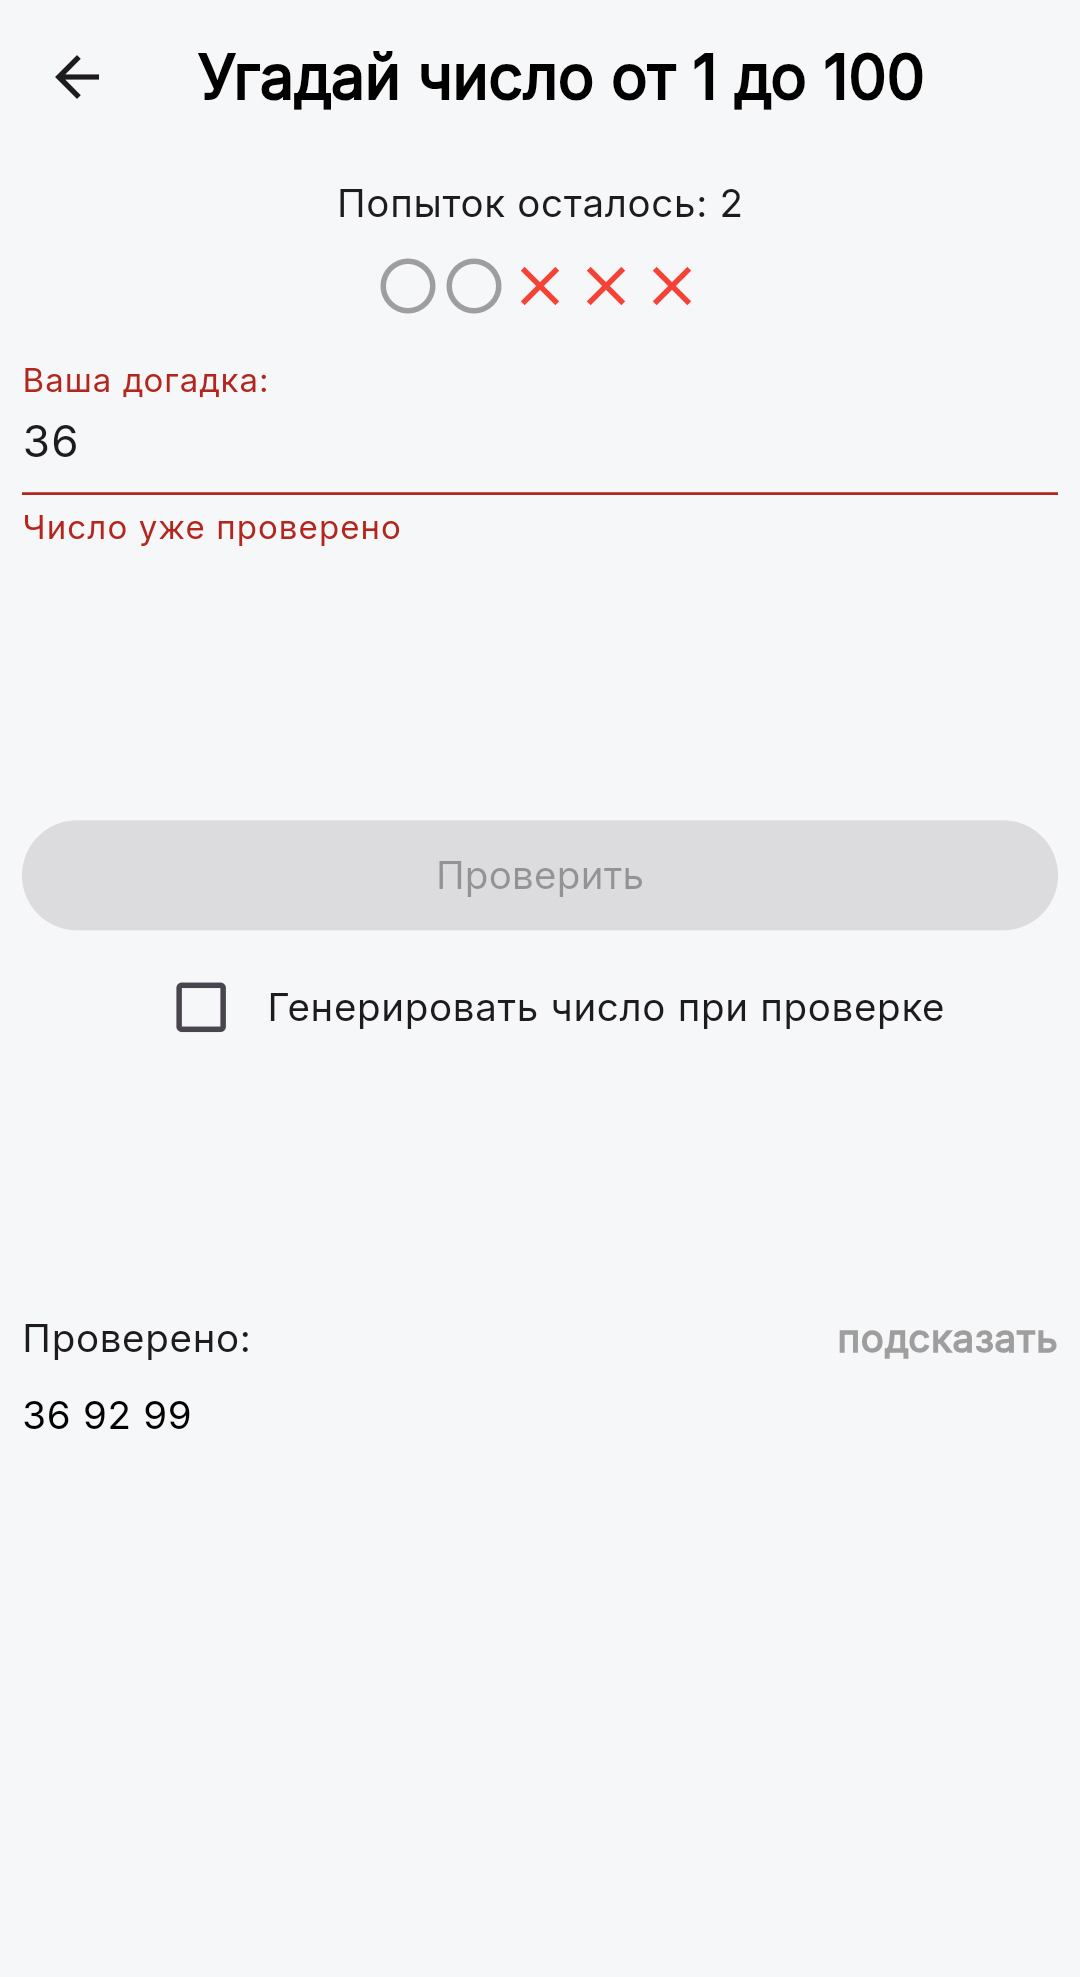 Угадай число от 1 до 100
Попыток осталось: 2
Ваша догадка:
36
Число уже проверено
Проверить
Генерировать число при проверке
Проверено:
подсказать
36 92 99